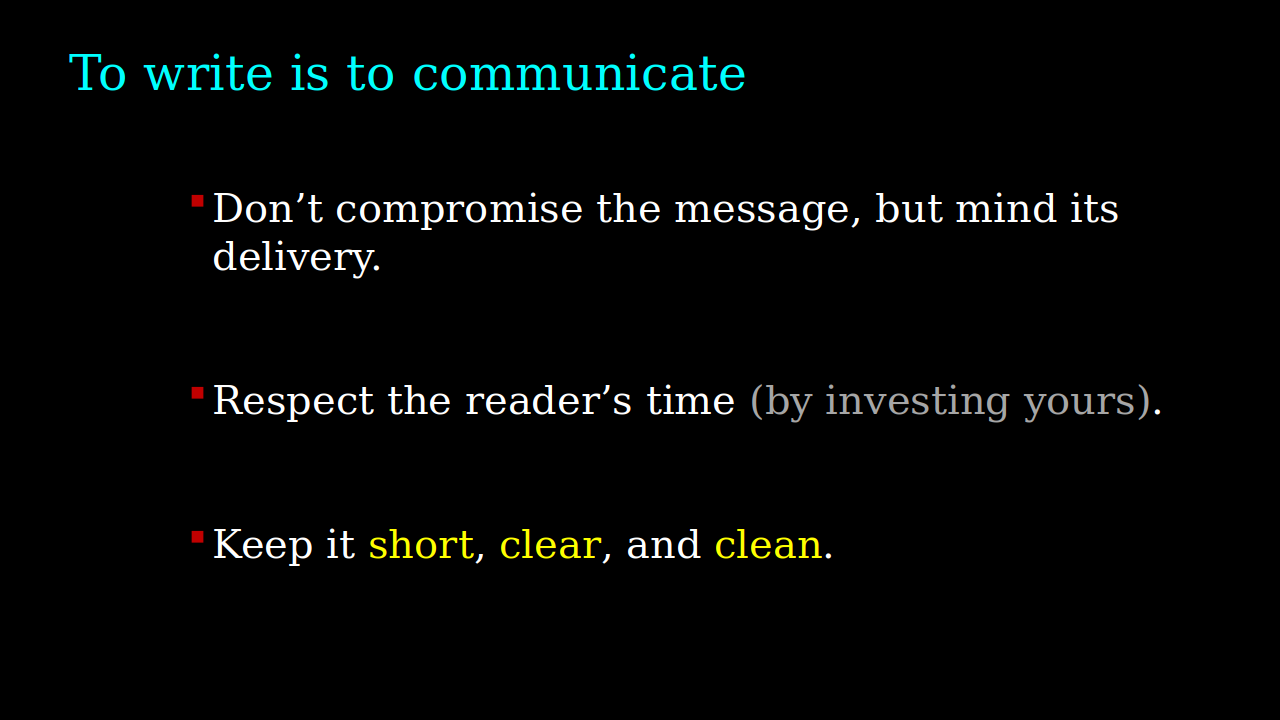 To write is to communicate
▪ Don’t compromise the message, but mind its
delivery.
▪ Respect the reader’s time (by investing yours).
▪ Keep it short, clear, and clean.